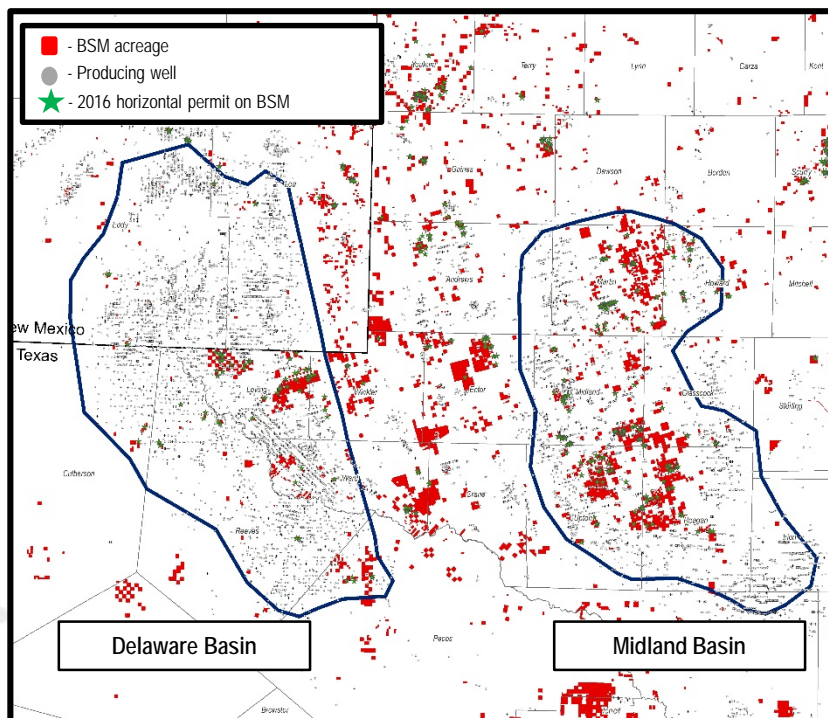 - BSM acreage
- Producing well
- 2016 horizontal permit on BSM
Yoakum
Terry
Lynn
Garza
Kent
Gaines
Dawson
Borden
Scurry
Lea
Eddy
Andrews
Martin
Howard
Mitchell
ew Mexico
Texas
Loving
Winkler
Ector
Midland
Glasscock
Sterling
Culberson
Ward
Crane
Upton
Reagan
Reeves
Delaware Basin
Pecos
Midland Basin
Brewster